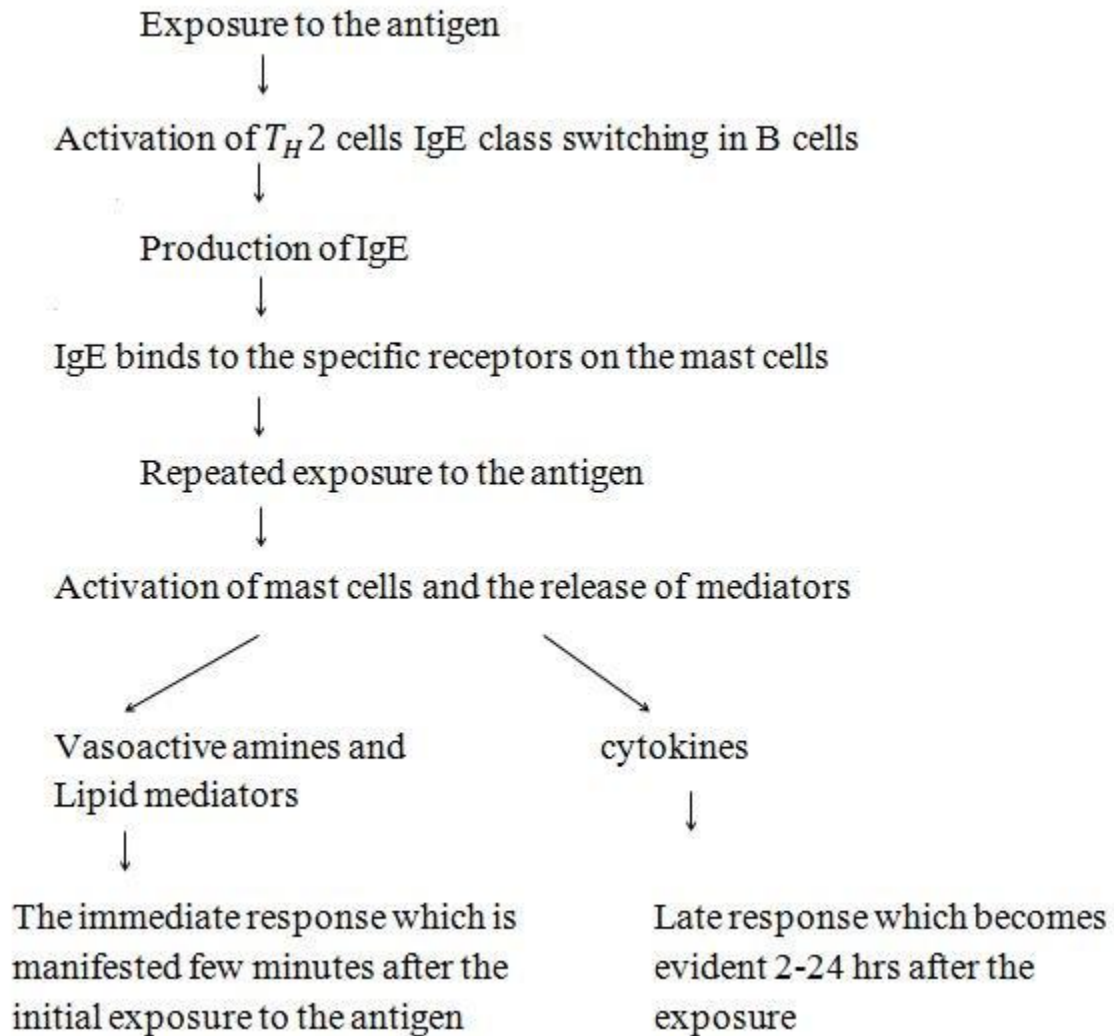 Exposure to the antigen
Activation of T_H2 cells IgE class switching in B cells
Production of IgE
IgE binds to the specific receptors on the mast cells
Repeated exposure to the antigen
Activation of mast cells and the release of mediators
Vasoactive amines and
Lipid mediators
cytokines
The immediate response which is
manifested few minutes after the
initial exposure to the antigen
Late response which becomes
evident 2-24 hrs after the
exposure